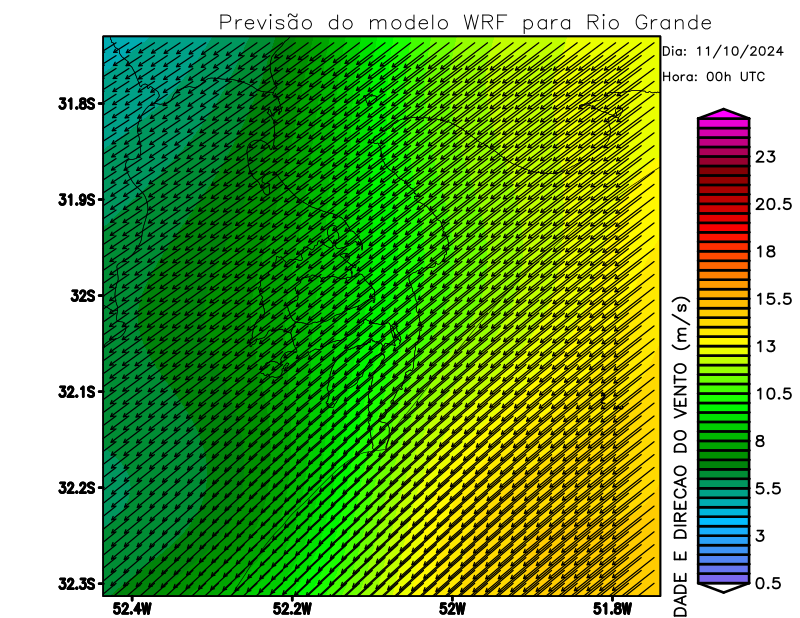 Previsão do modelo WRF para Rio Grande
Dia: 11/10/2024
Hora: 00h UTC
31.8S
31.9S
32S
32.1S
32.2S
32.3S
52.4W
52.2W
52W
51.8W
23
20.5
18
15.5
13
10.5
8
5.5
3
0.5
DADE E DIRECAO DO VENTO (m/s)